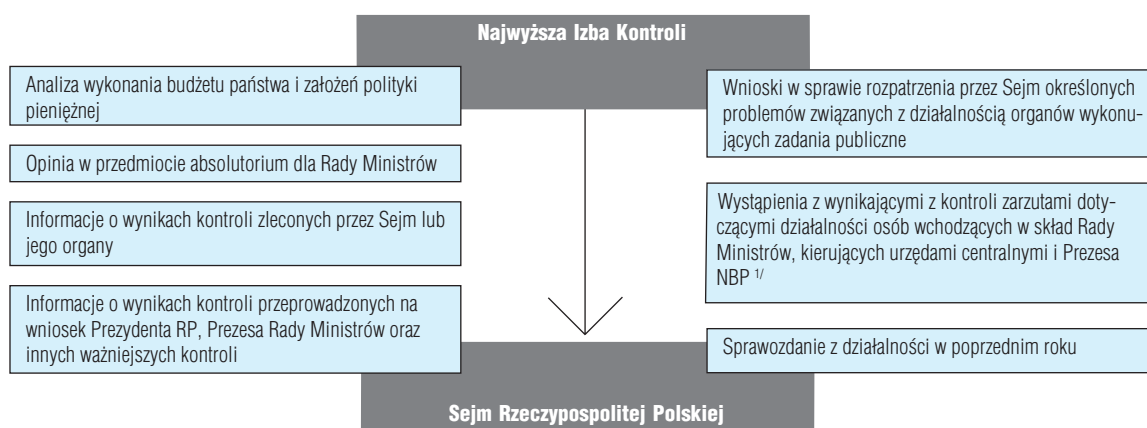 Najwyższa Izba Kontroli
Analiza wykonania budżetu państwa i założeń polityki
pieniężnej
Opinia w przedmiocie absolutorium dla Rady Ministrów
Informacje o wynikach kontroli zleconych przez Sejm lub
jego organy
Informacje o wynikach kontroli przeprowadzonych na
wniosek Prezydenta RP, Prezesa Rady Ministrów oraz
innych ważniejszych kontroli
Wnioski w sprawie rozpatrzenia przez Sejm określonych
problemów związanych z działalnością organów wykonu-
jących zadania publiczne
Wystąpienia z wynikającymi z kontroli zarzutami doty-
czącymi działalności osób wchodzących w skład Rady
Ministrów, kierujących urzędami centralnymi i Prezesa
NBP 1/
Sprawozdanie z działalności w poprzednim roku
Sejm Rzeczypospolitej Polskiej